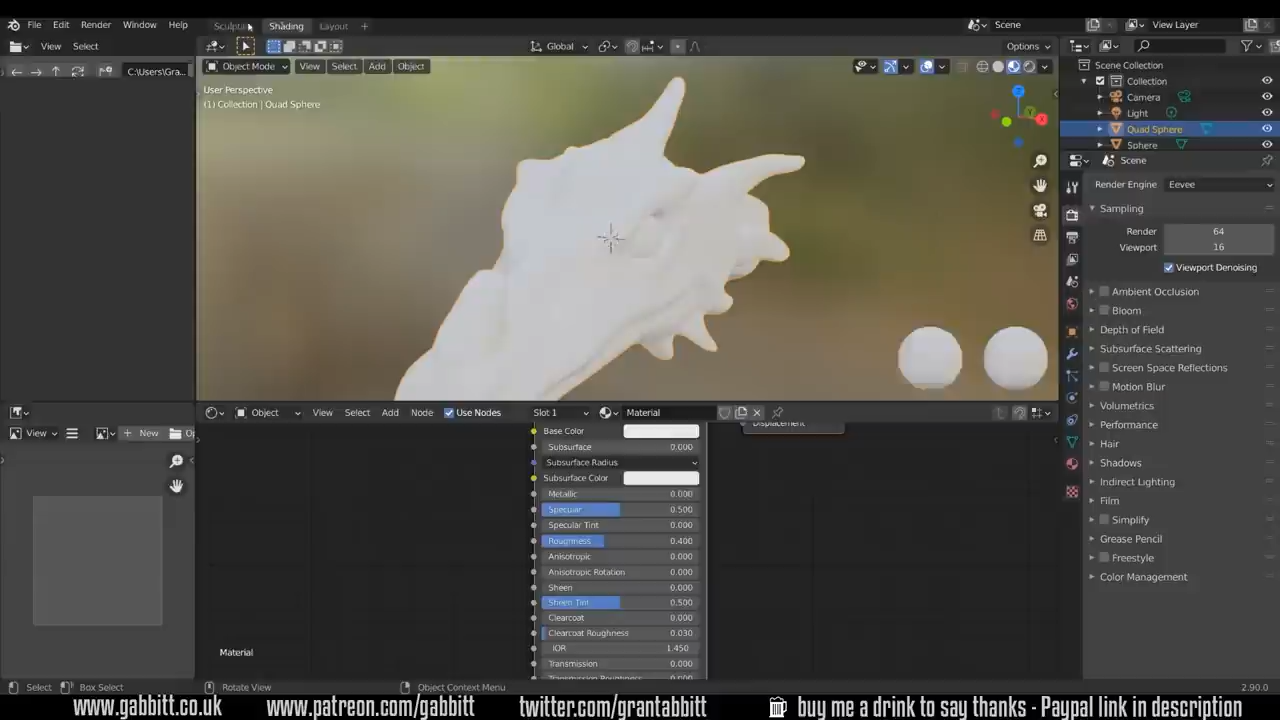 File Edit Render Window Help Sculpting Shading Layout + Scene View Layer
View Select Global Options
C:\Users\Gra... Object Mode View Select Add Object Scene Collection
User Perspective
(1) Collection | Quad Sphere
Collection
Camera
Light
Quad Sphere
Sphere
Scene
Render Engine Eevee
Sampling
Render 64
Viewport 16
Viewport Denoising
Ambient Occlusion
Bloom
Depth of Field
Subsurface Scattering
Screen Space Reflections
Motion Blur
Volumetrics
Performance
Hair
Shadows
Indirect Lighting
Film
Simplify
Grease Pencil
Freestyle
Color Management
Object View Select Add Node Use Nodes Slot 1 Material
View + New Op
Displacement
Base Color
Subsurface 0.000
Subsurface Radius
Subsurface Color
Metallic 0.000
Specular 0.500
Specular Tint 0.000
Roughness 0.400
Anisotropic 0.000
Anisotropic Rotation 0.000
Sheen 0.000
Sheen Tint 0.500
Clearcoat 0.000
Clearcoat Roughness 0.030
IOR 1.450
Transmission 0.000
Material
Select Box Select Rotate View Object Context Menu 2.90.0
www.gabbitt.co.uk www.patreon.com/gabbitt twitter.com/grantabbitt buy me a drink to say thanks - Paypal link in description